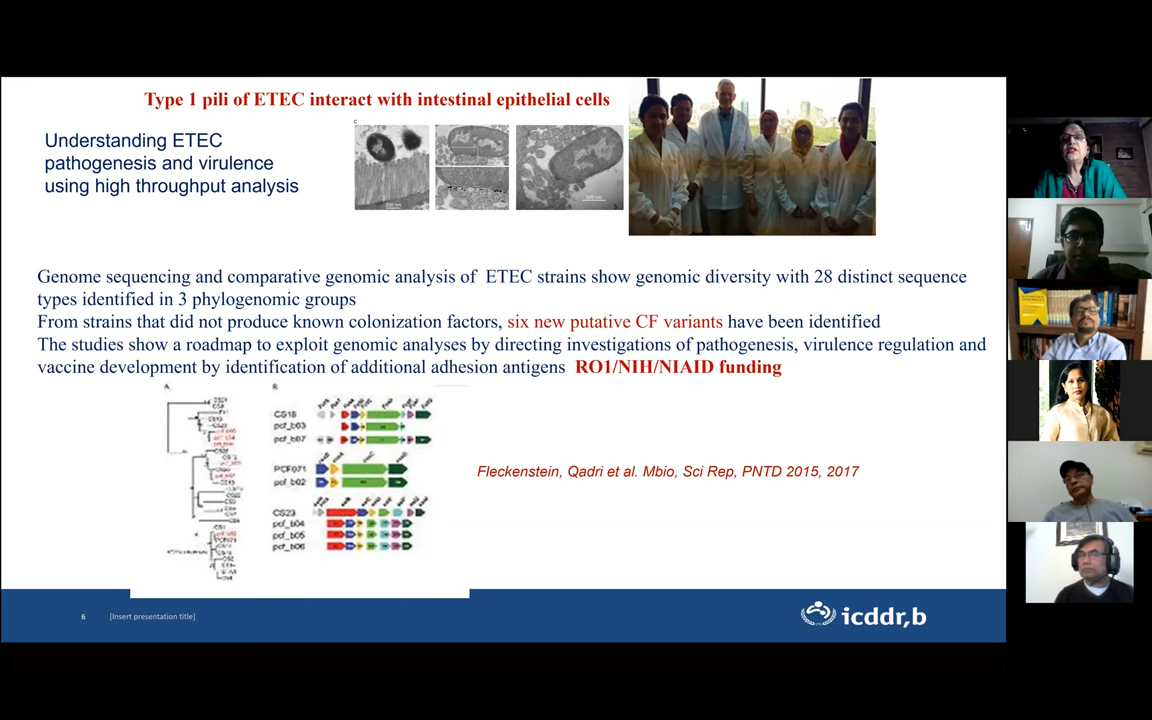 Type 1 pili of ETEC interact with intestinal epithelial cells
Understanding ETEC
pathogenesis and virulence
using high throughput analysis
Genome sequencing and comparative genomic analysis of ETEC strains show genomic diversity with 28 distinct sequence
types identified in 3 phylogenomic groups
From strains that did not produce known colonization factors, six new putative CF variants have been identified
The studies show a roadmap to exploit genomic analyses by directing investigations of pathogenesis, virulence regulation and
vaccine development by identification of additional adhesion antigens RO1/NIH/NIAID funding
CS18
pcf_b03
pcf_b07
PCF071
pcf_b02
CS23
pcf_b04
pcf_b05
pcf_b06
Fleckenstein, Qadri et al. Mbio, Sci Rep, PNTD 2015, 2017
6 [Insert presentation title]
icddr,b